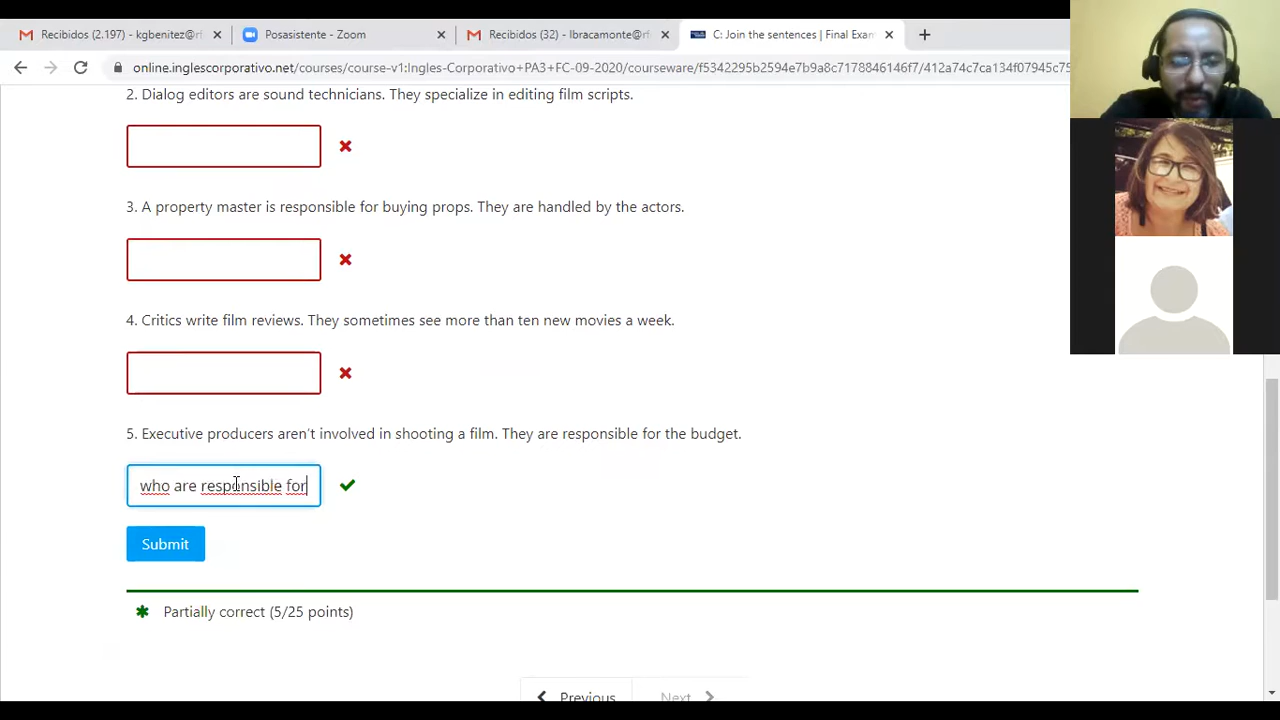 Recibidos (2.197) - kgbenitez@rf
Posasistente - Zoom
Recibidos (32) - lbracamonte@rf
C: Join the sentences | Final Exam
online.inglescorporativo.net/courses/course-v1:Ingles-Corporativo+PA3+FC-09-2020/courseware/f5342295b2594e7b9a8c7178846146f7/412a74c7ca134f07945c75
2. Dialog editors are sound technicians. They specialize in editing film scripts.
3. A property master is responsible for buying props. They are handled by the actors.
4. Critics write film reviews. They sometimes see more than ten new movies a week.
5. Executive producers aren't involved in shooting a film. They are responsible for the budget.
who are responsible for
Submit
Partially correct (5/25 points)
Previous
Next